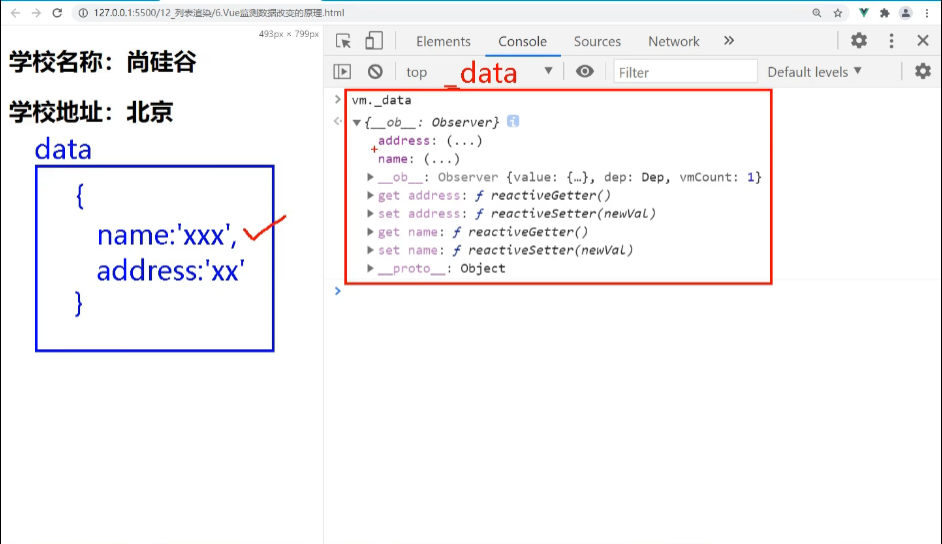 127.0.0.1:5500/12_列表渲染/6.Vue监测数据改变的原理.html
493px × 799px
学校名称：尚硅谷
学校地址：北京
data
{
name:'xxx',
address:'xx'
}
Elements Console Sources Network »
top _data Filter Default levels ▼
> vm._data
▼{__ob__: Observer} i
address: (...)
name: (...)
▶ __ob__: Observer {value: {…}, dep: Dep, vmCount: 1}
▶ get address: ƒ reactiveGetter()
▶ set address: ƒ reactiveSetter(newVal)
▶ get name: ƒ reactiveGetter()
▶ set name: ƒ reactiveSetter(newVal)
▶ __proto__: Object
>